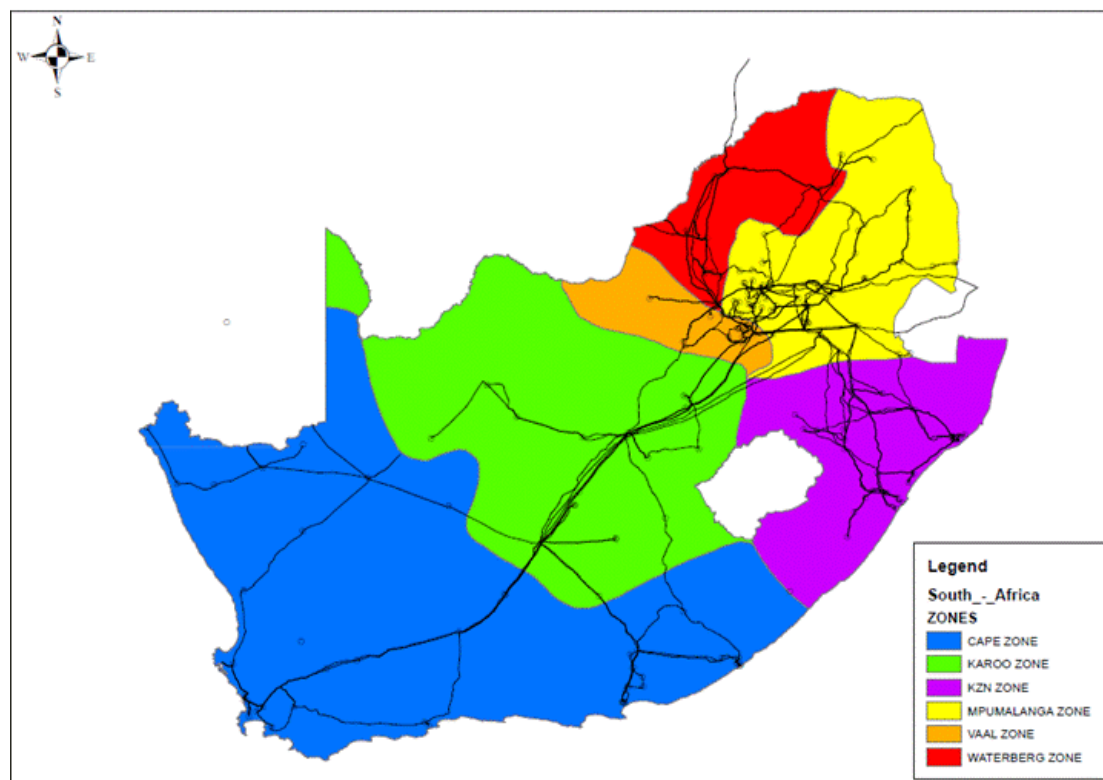 N
W E
S
Legend
South_-_Africa
ZONES
CAPE ZONE
KAROO ZONE
KZN ZONE
MPUMALANGA ZONE
VAAL ZONE
WATERBERG ZONE